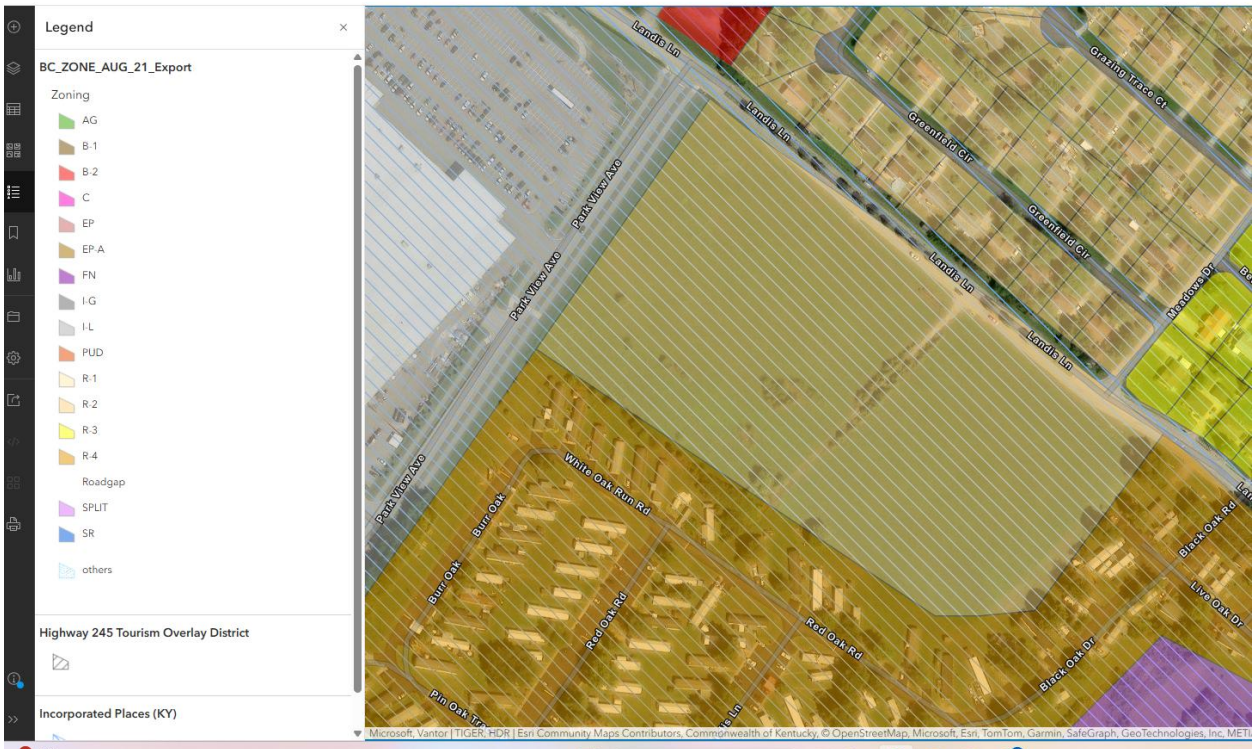 Legend
×
BC_ZONE_AUG_21_Export
Zoning
AG
B-1
B-2
C
EP
EP-A
FN
I-G
I-L
PUD
R-1
R-2
R-3
R-4
Roadgap
SPLIT
SR
others
Highway 245 Tourism Overlay District
Incorporated Places (KY)
Landis Ln
Grazing Trace Ct
Landis Ln
Greenfield Cir
Park View Ave
Greenfield Cir
Landis Ln
Meadows Dr
Park View Ave
Landis Ln
Park View Ave
White Oak Run Rd
Burr Oak
Black Oak Rd
Burr Oak
Red Oak Rd
Live Oak Dr
Red Oak Rd
Black Oak Dr
Pin Oak Tra
Ln
Microsoft, Vantor | TIGER, HDR | Esri Community Maps Contributors, Commonwealth of Kentucky, © OpenStreetMap, Microsoft, Esri, TomTom, Garmin, SafeGraph, GeoTechnologies, Inc, METI